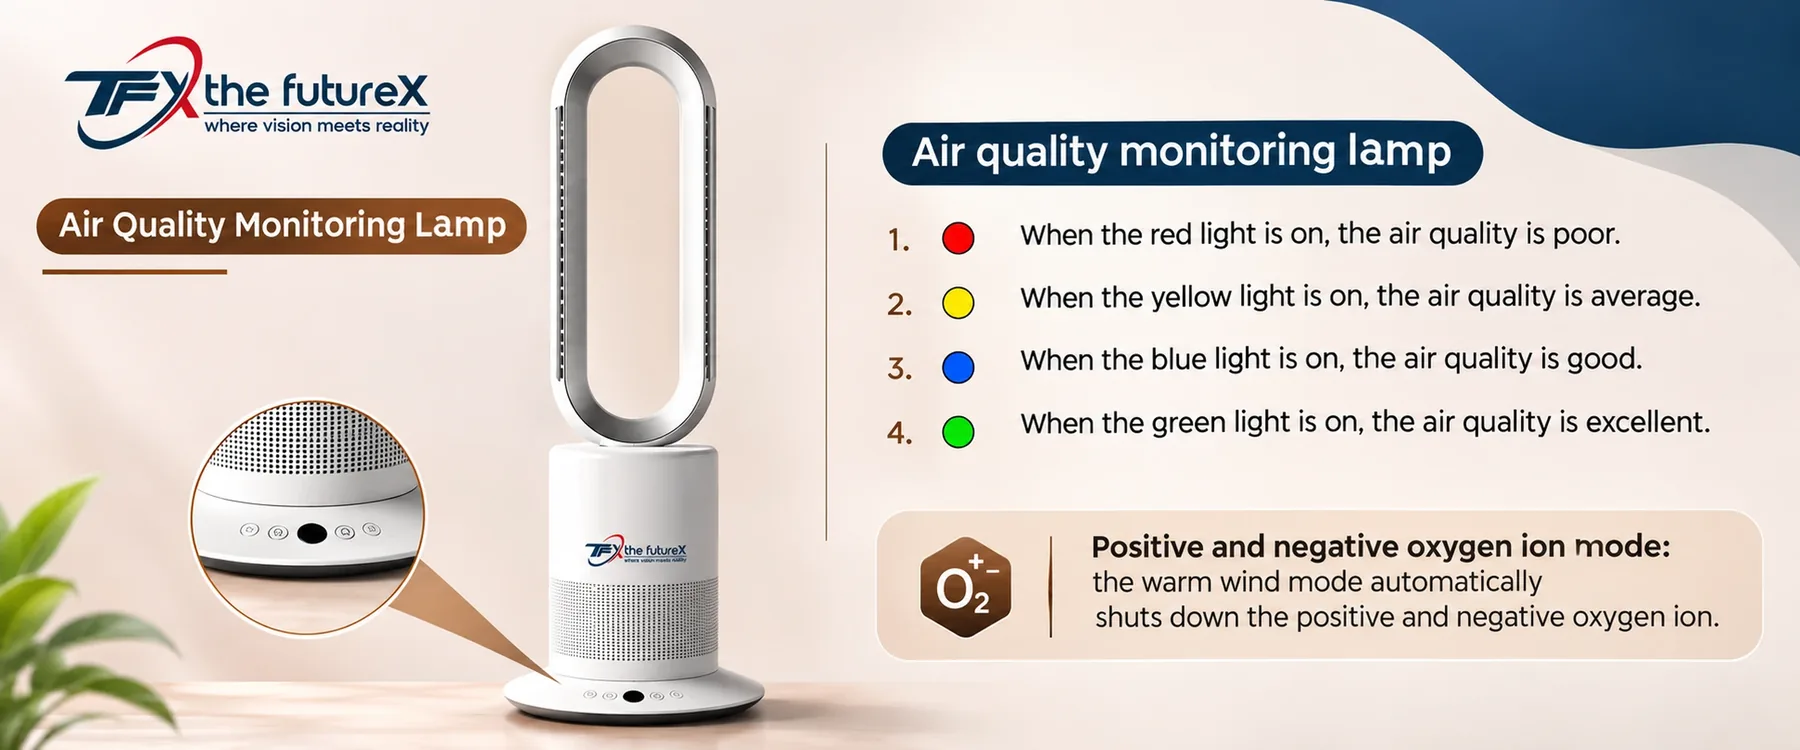 TFX the futureX
where vision meets reality
Air Quality Monitoring Lamp
TFX the futureX
where vision meets reality
Air quality monitoring lamp
1. When the red light is on, the air quality is poor.
2. When the yellow light is on, the air quality is average.
3. When the blue light is on, the air quality is good.
4. When the green light is on, the air quality is excellent.
O2 +-
Positive and negative oxygen ion mode:
the warm wind mode automatically
shuts down the positive and negative oxygen ion.